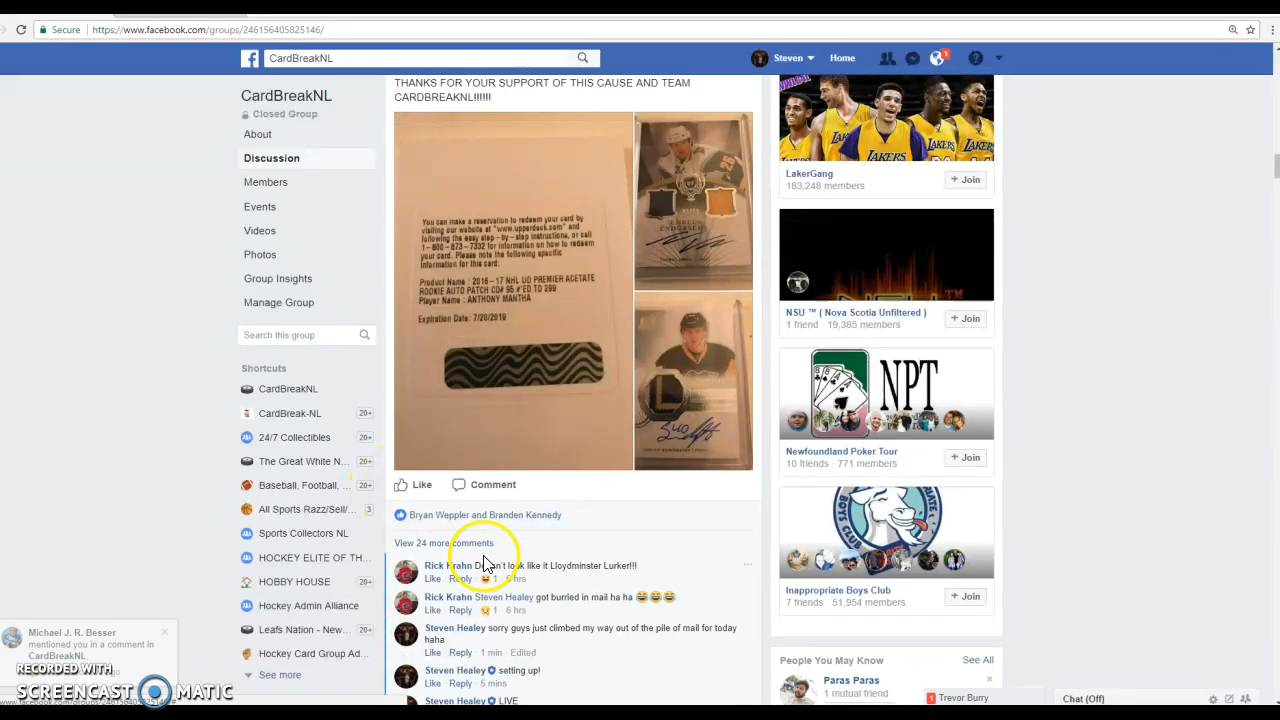 Secure
https://www.facebook.com/groups/246156405825146/
CardBreakNL
Steven
Home
1
CardBreakNL
Closed Group
About
Discussion
Members
Events
Videos
Photos
Group Insights
Manage Group
Search this group
Shortcuts
CardBreakNL
CardBreak-NL 20+
24/7 Collectibles 20+
The Great White N... 20+
Baseball, Football, ... 20+
All Sports Razz/Sell/... 3
Sports Collectors NL
HOCKEY ELITE OF TH...
HOBBY HOUSE
Hockey Admin Alliance
Leafs Nation - New...
Hockey Card Group Ad...
See more
Michael J. R. Besser
mentioned you in a comment in
CardBreakNL.
RECORDED WITH
SCREENCAST MATIC
THANKS FOR YOUR SUPPORT OF THIS CAUSE AND TEAM
CARDBREAKNL!!!!!!
You can make a reservation to redeem your card by
visiting our website at "www.upperdeck.com" and
following the easy step-by-step instructions, or call
1-800-873-7332 for information on how to redeem
your card. Please note the following specific
information for this card.
Product Name : 2016-17 NHL UD PREMIER ACETATE
ROOKIE AUTO PATCH CD# 95 #'ED TO 299
Player Name : ANTHONY MANTHA
Expiration Date: 7/20/2019
Like
Comment
Bryan Weppler and Branden Kennedy
View 24 more comments
Rick Krahn look like it Lloydminster Lurker!!!
Like Reply 1 hrs
Rick Krahn Steven Healey got burried in mail ha ha 😂😂😂
Like Reply 1 6 hrs
Steven Healey sorry guys just climbed my way out of the pile of mail for today
haha
Like Reply 1 min Edited
Steven Healey setting up!
Like Reply 5 mins
Steven Healey LIVE
LAKERS
LakerGang
183,248 members
+ Join
NSU ™ ( Nova Scotia Unfiltered )
1 friend 19,385 members
+ Join
NPT
Newfoundland Poker Tour
10 friends 771 members
+ Join
Inappropriate Boys Club
7 friends 51,954 members
+ Join
People You May Know
See All
Paras Paras
1 mutual friend
1 Trevor Burry
Chat (Off)